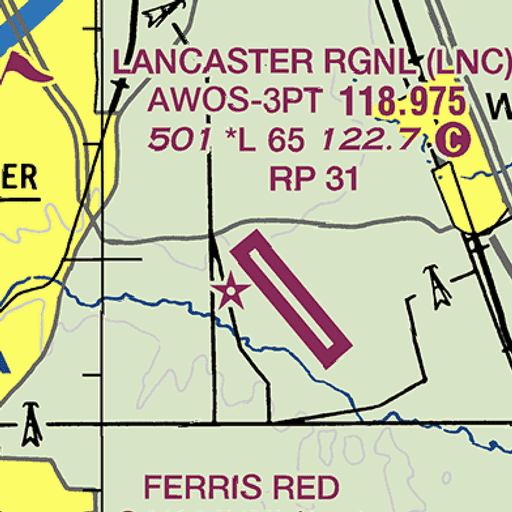 LANCASTER RGNL (LNC)
AWOS-3PT 118.975
501 *L 65 122.7 C
RP 31
ER
W
FERRIS RED